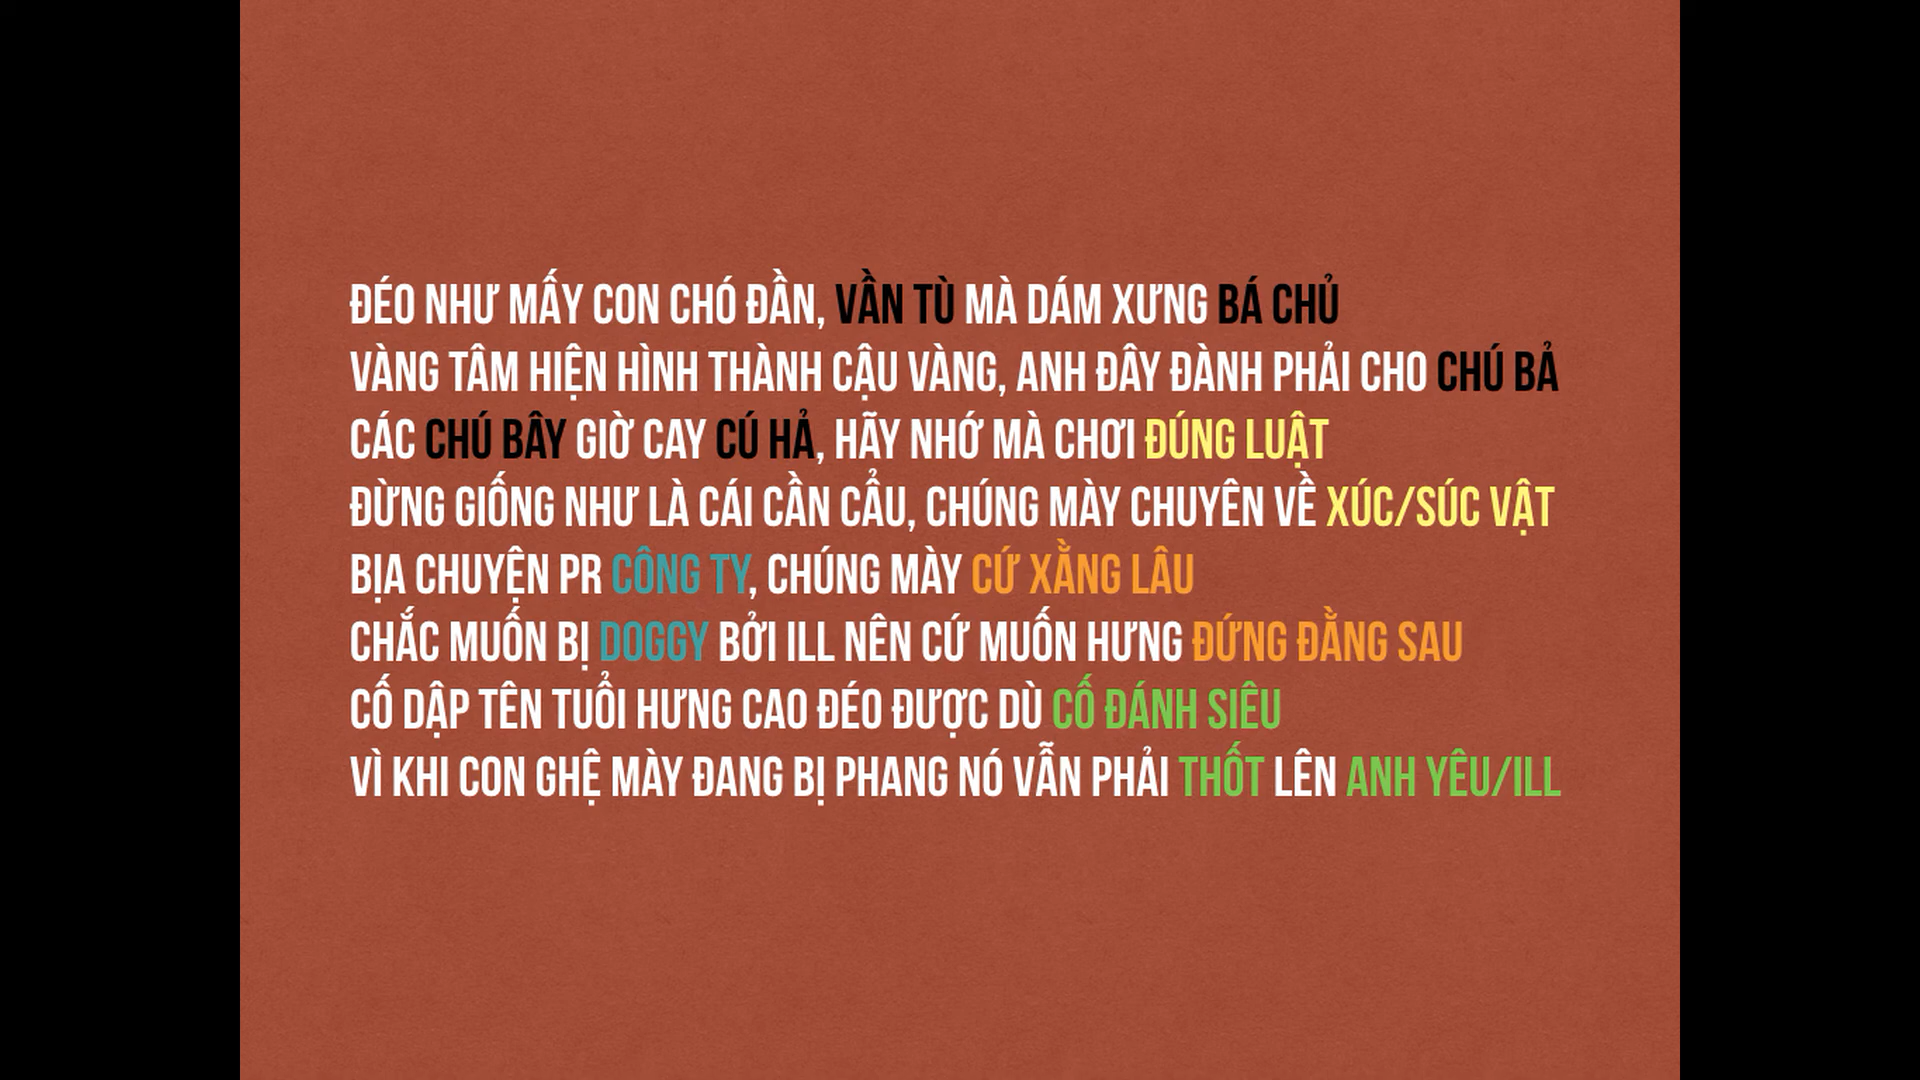 ĐÉO NHƯ MẤY CON CHÓ ĐẦN, VẦN TÙ MÀ DÁM XƯNG BÁ CHỦ
VÀNG TÂM HIỆN HÌNH THÀNH CẬU VÀNG, ANH ĐÂY ĐÀNH PHẢI CHO CHÚ BẢ
CÁC CHÚ BÂY GIỜ CAY CÚ HẢ, HÃY NHỚ MÀ CHƠI ĐÚNG LUẬT
ĐỪNG GIỐNG NHƯ LÀ CÁI CẦN CẨU, CHÚNG MÀY CHUYÊN VỀ XÚC/SÚC VẬT
BỊA CHUYỆN PR CÔNG TY, CHÚNG MÀY CỨ XẰNG LÂU
CHẮC MUỐN BỊ DOGGY BỞI ILL NÊN CỨ MUỐN HƯNG ĐỨNG ĐẰNG SAU
CỐ DẬP TÊN TUỔI HƯNG CAO ĐÉO ĐƯỢC DÙ CỐ ĐÁNH SIÊU
VÌ KHI CON GHỆ MÀY ĐANG BỊ PHANG NÓ VẪN PHẢI THỐT LÊN ANH YÊU/ILL